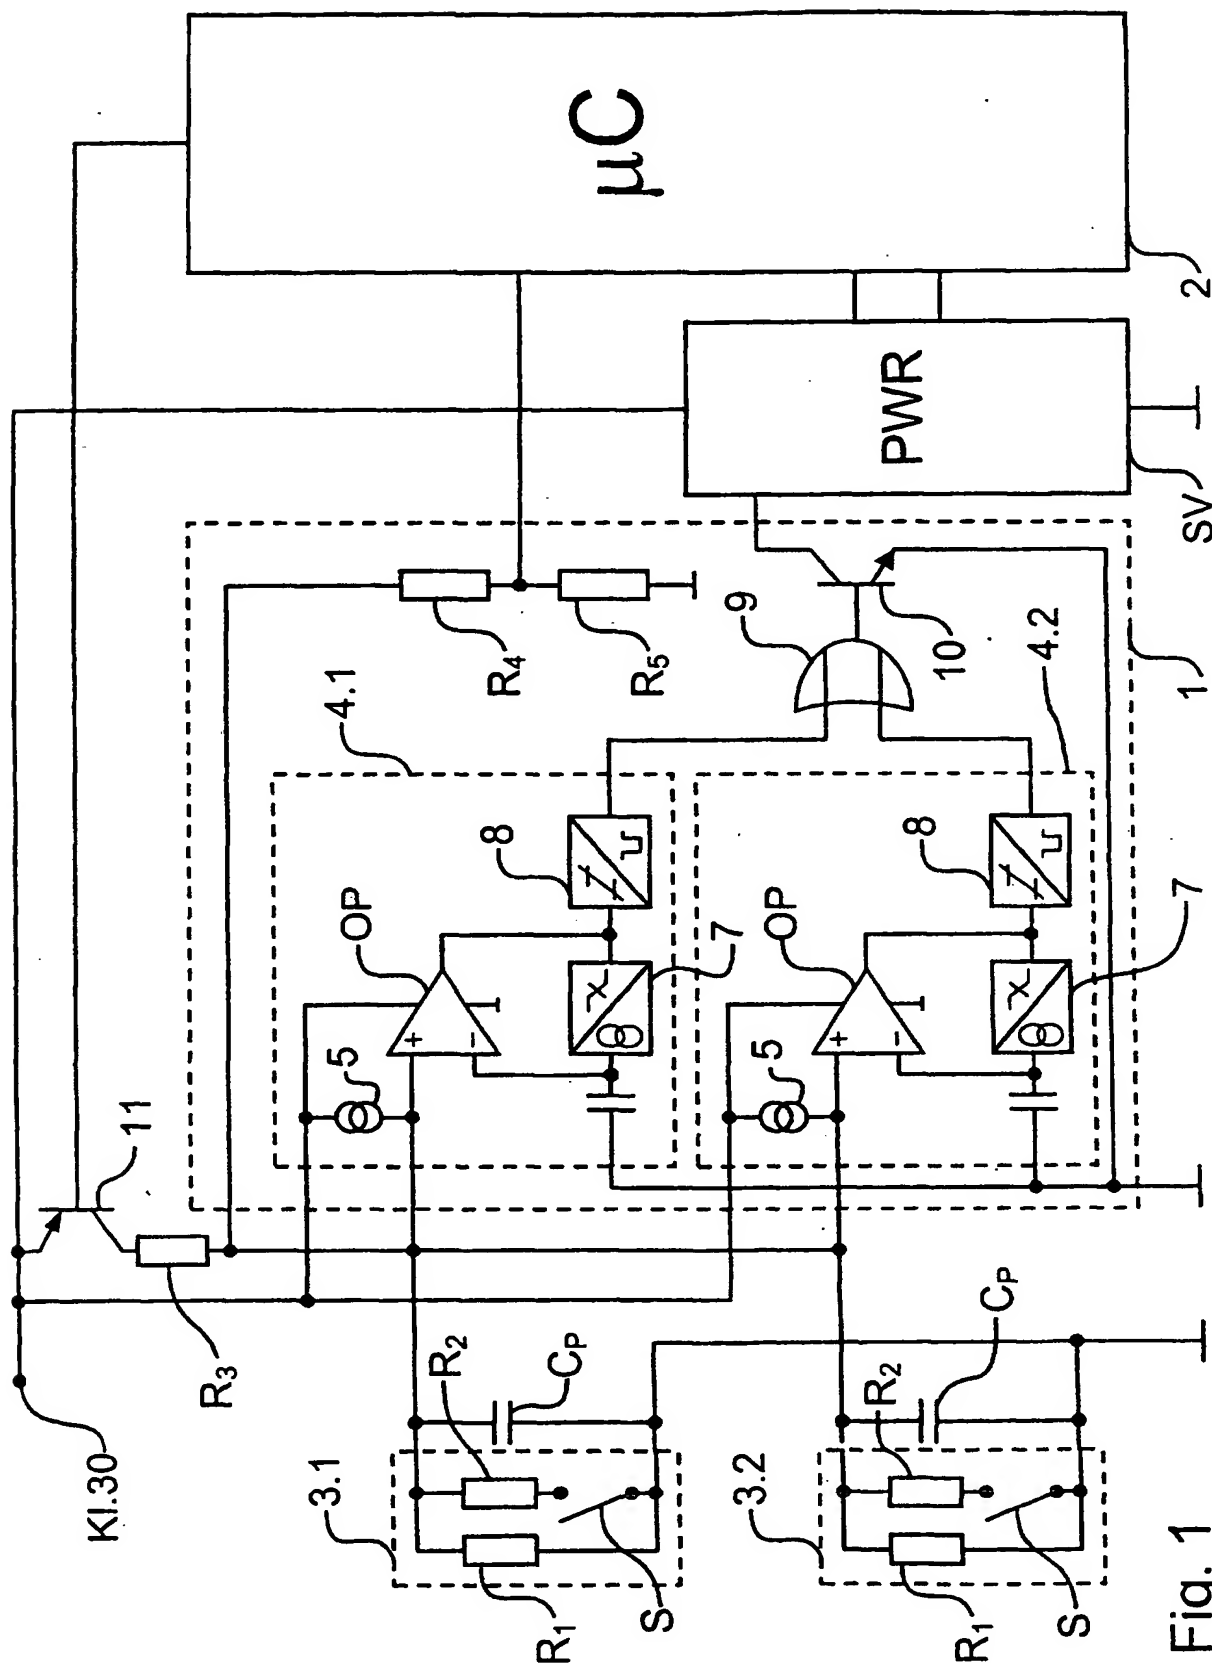 Kl.30
R3
11
µC
2
PWR
SV
1
R4
R5
9
10
4.1
OP
8
5
+
−
7
4.2
OP
8
5
+
−
7
3.1
R1
R2
S
CP
3.2
R1
R2
S
CP
Fig. 1